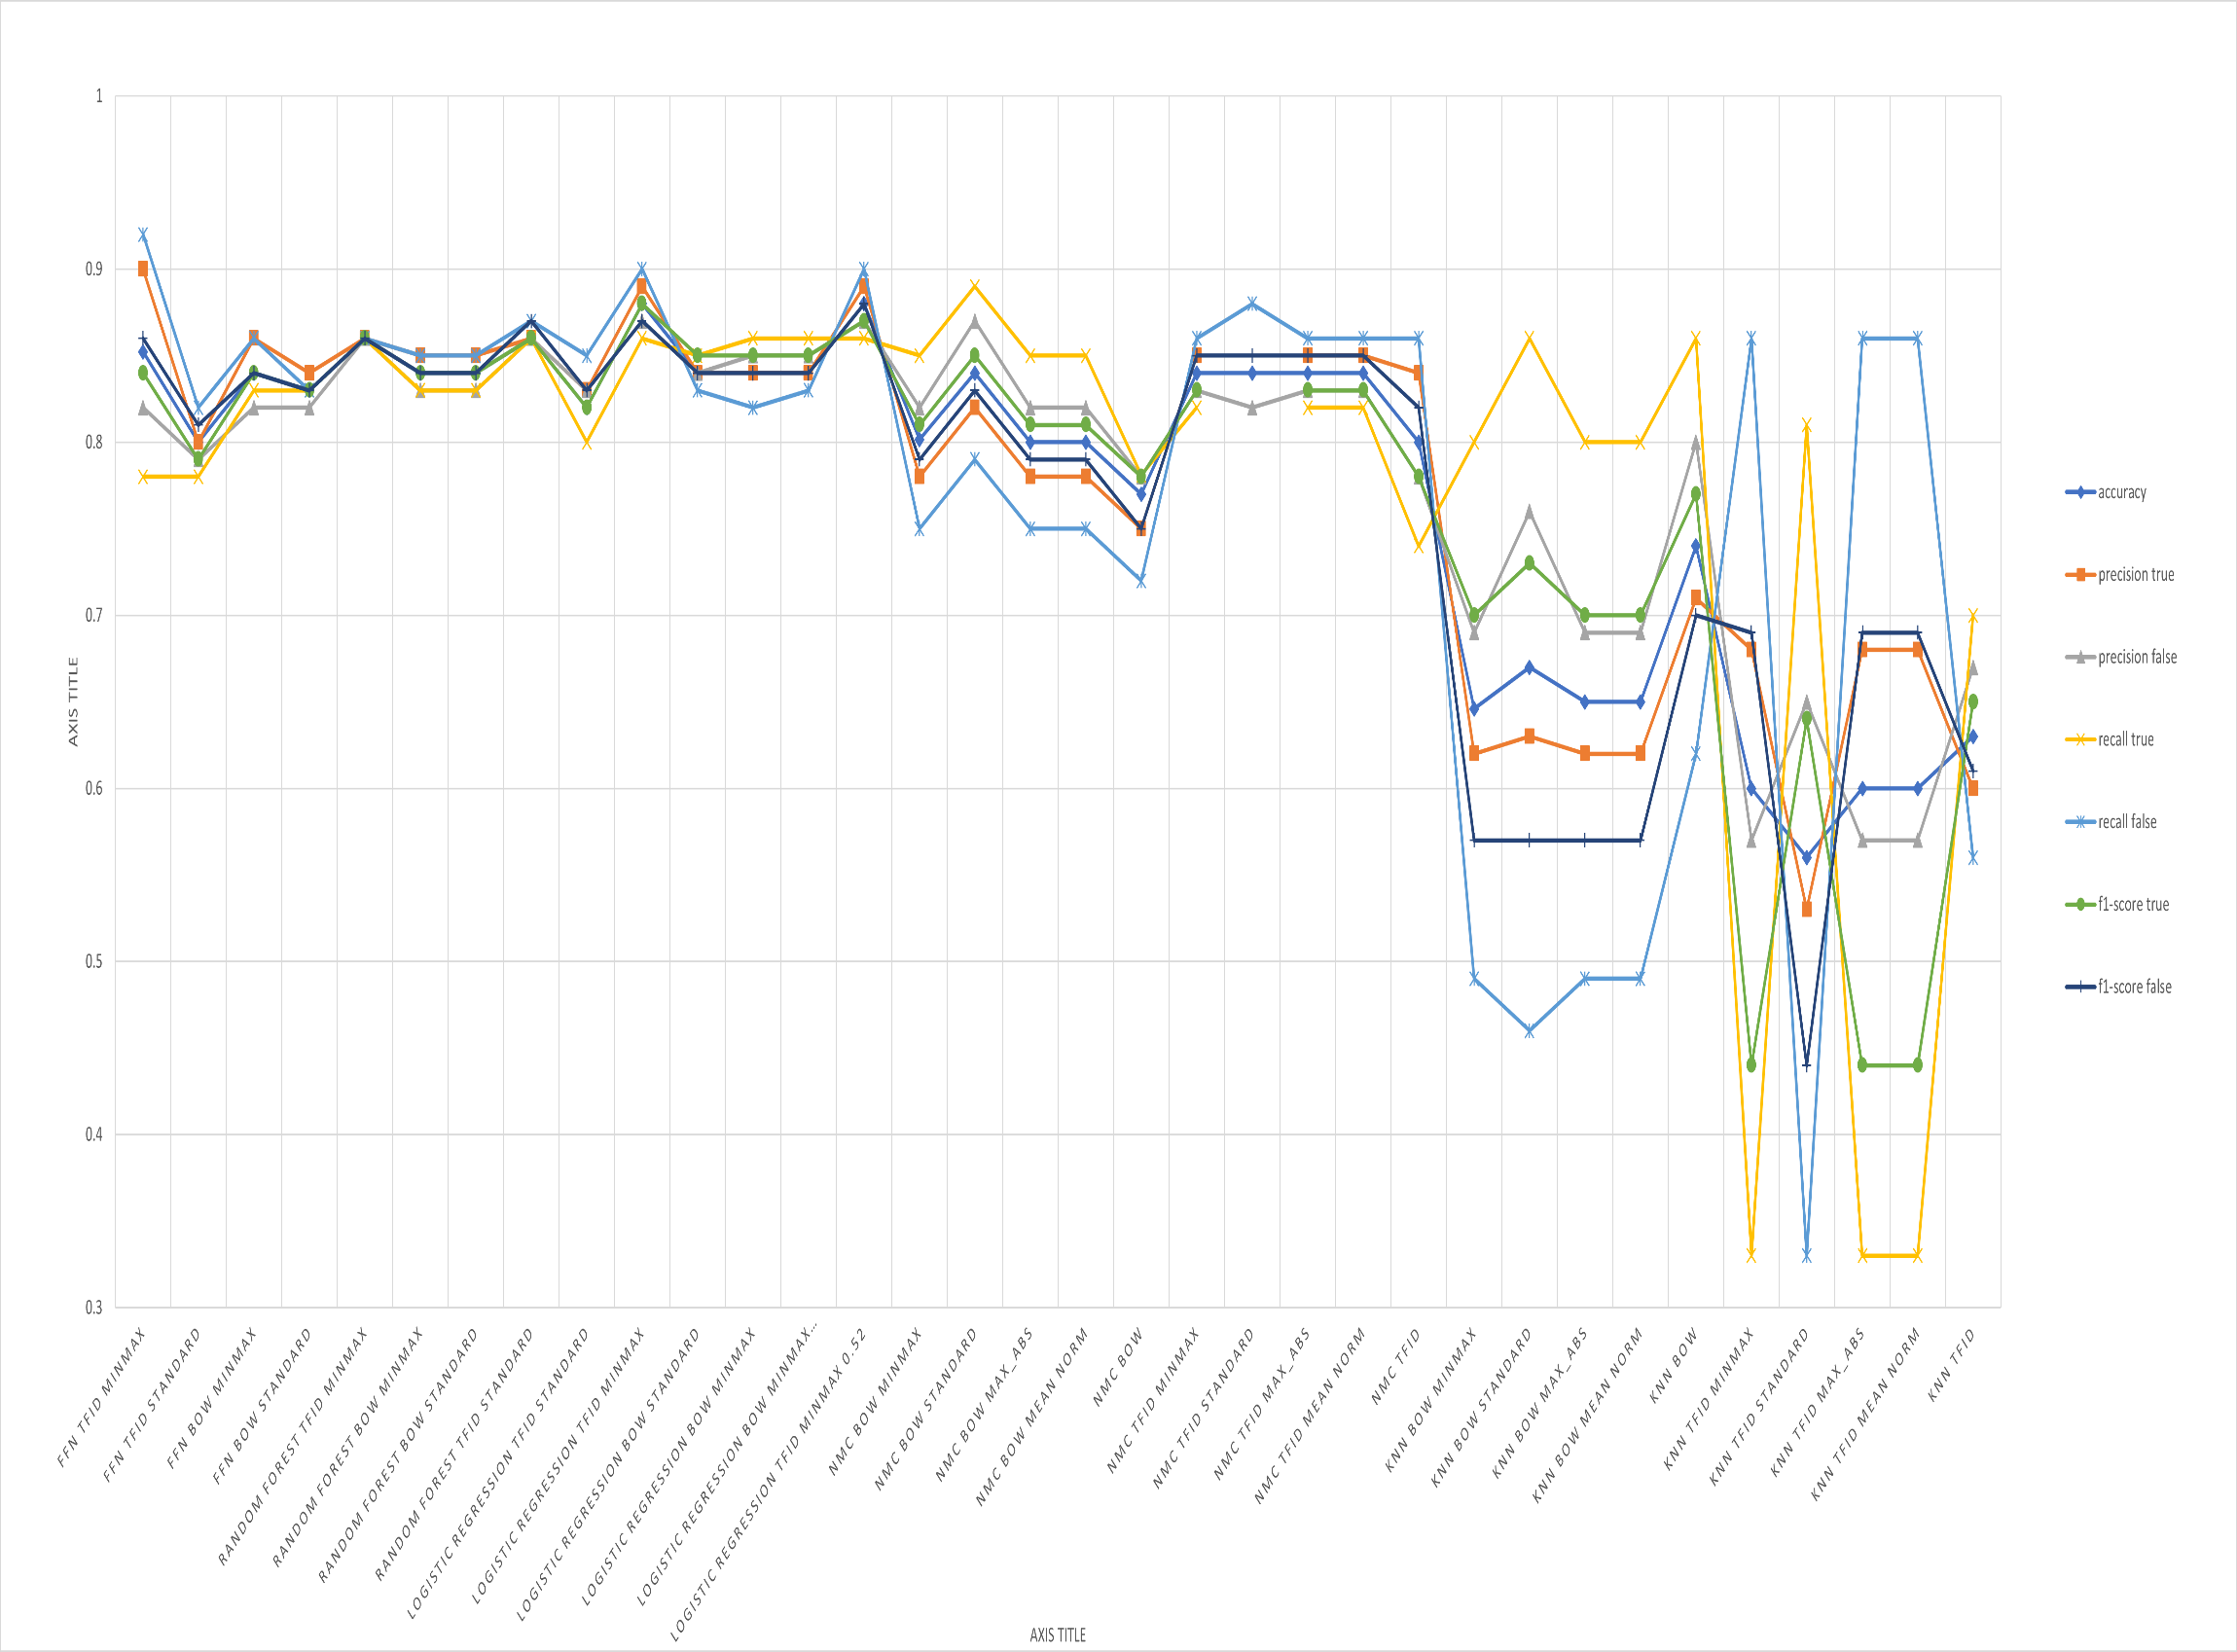 1
0.9
0.8
0.7
0.6
0.5
0.4
0.3
AXIS TITLE
FFN TFID MINMAX
FFN TFID STANDARD
FFN BOW MINMAX
FFN BOW STANDARD
RANDOM FOREST TFID MINMAX
RANDOM FOREST BOW MINMAX
RANDOM FOREST BOW STANDARD
RANDOM FOREST TFID STANDARD
LOGISTIC REGRESSION TFID STANDARD
LOGISTIC REGRESSION TFID MINMAX
LOGISTIC REGRESSION BOW STANDARD
LOGISTIC REGRESSION BOW MINMAX
LOGISTIC REGRESSION BOW MINMAX…
LOGISTIC REGRESSION TFID MINMAX 0.52
NMC BOW MINMAX
NMC BOW STANDARD
NMC BOW MAX_ABS
NMC BOW MEAN NORM
NMC BOW
NMC TFID MINMAX
NMC TFID STANDARD
NMC TFID MAX_ABS
NMC TFID MEAN NORM
NMC TFID
KNN BOW MINMAX
KNN BOW STANDARD
KNN BOW MAX_ABS
KNN BOW MEAN NORM
KNN BOW
KNN TFID MINMAX
KNN TFID STANDARD
KNN TFID MAX_ABS
KNN TFID MEAN NORM
KNN TFID
AXIS TITLE
accuracy
precision true
precision false
recall true
recall false
f1-score true
f1-score false